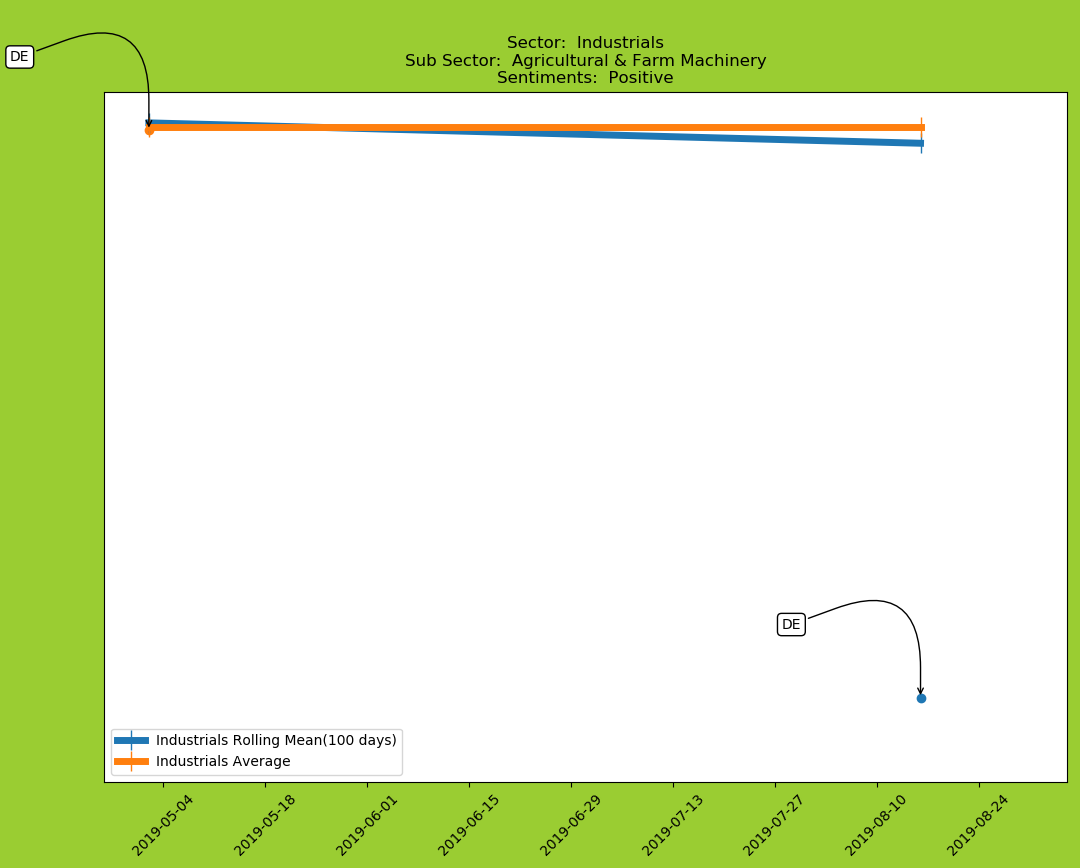 DE
Sector:  Industrials
Sub Sector:  Agricultural & Farm Machinery
Sentiments:  Positive
DE
Industrials Rolling Mean(100 days)
Industrials Average
2019-05-04
2019-05-18
2019-06-01
2019-06-15
2019-06-29
2019-07-13
2019-07-27
2019-08-10
2019-08-24